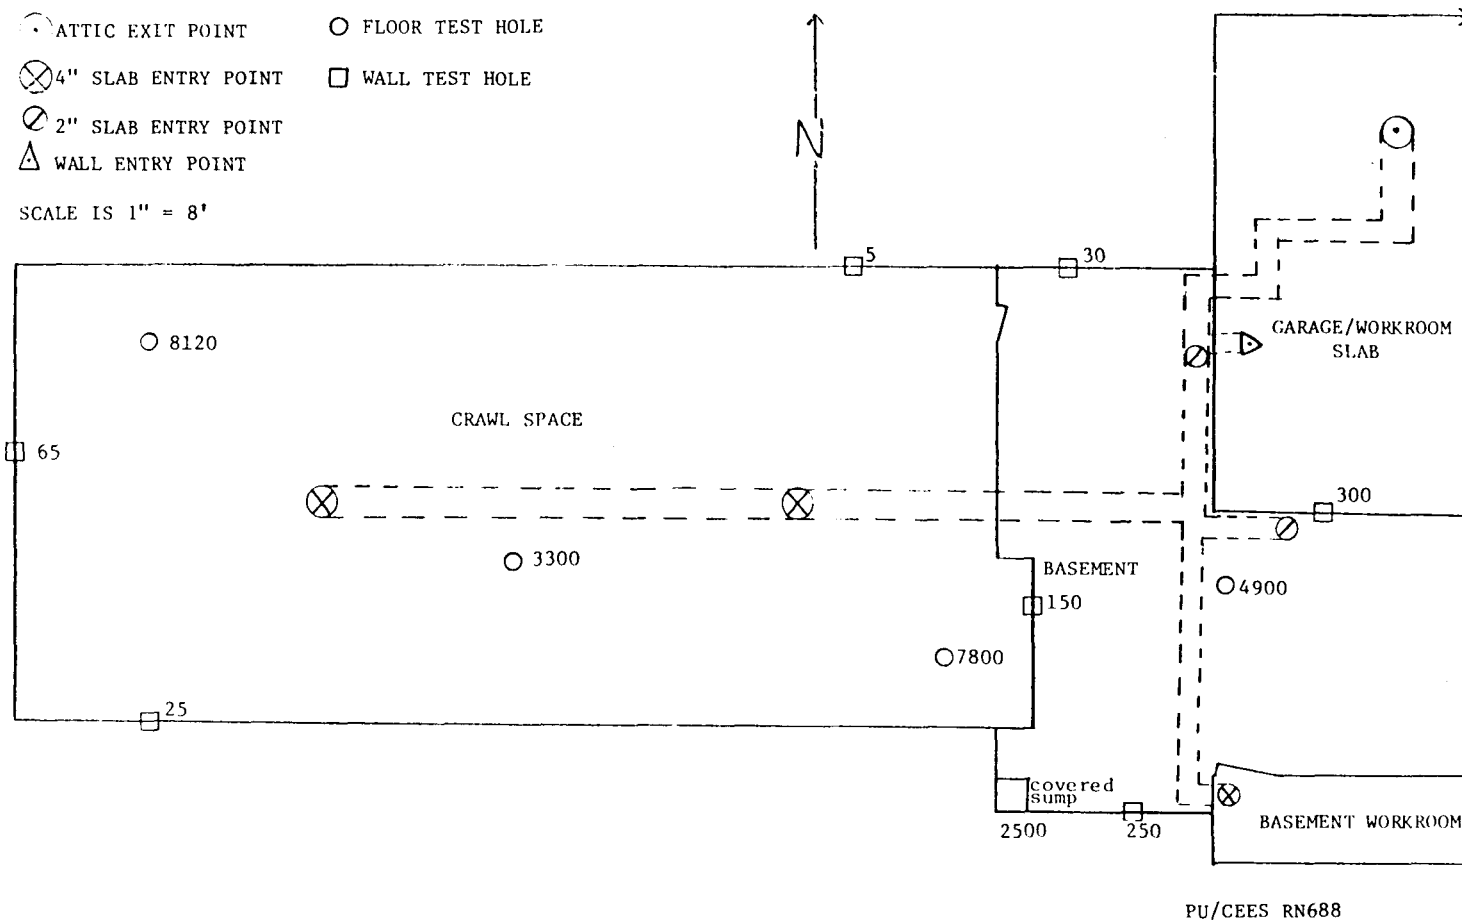 ATTIC EXIT POINT
FLOOR TEST HOLE
4" SLAB ENTRY POINT
WALL TEST HOLE
2" SLAB ENTRY POINT
WALL ENTRY POINT
SCALE IS 1" = 8'
N
5
30
8120
GARAGE/WORKROOM
SLAB
CRAWL SPACE
65
300
3300
BASEMENT
4900
150
7800
25
covered
sump
2500
250
BASEMENT WORKROOM
PU/CEES RN688